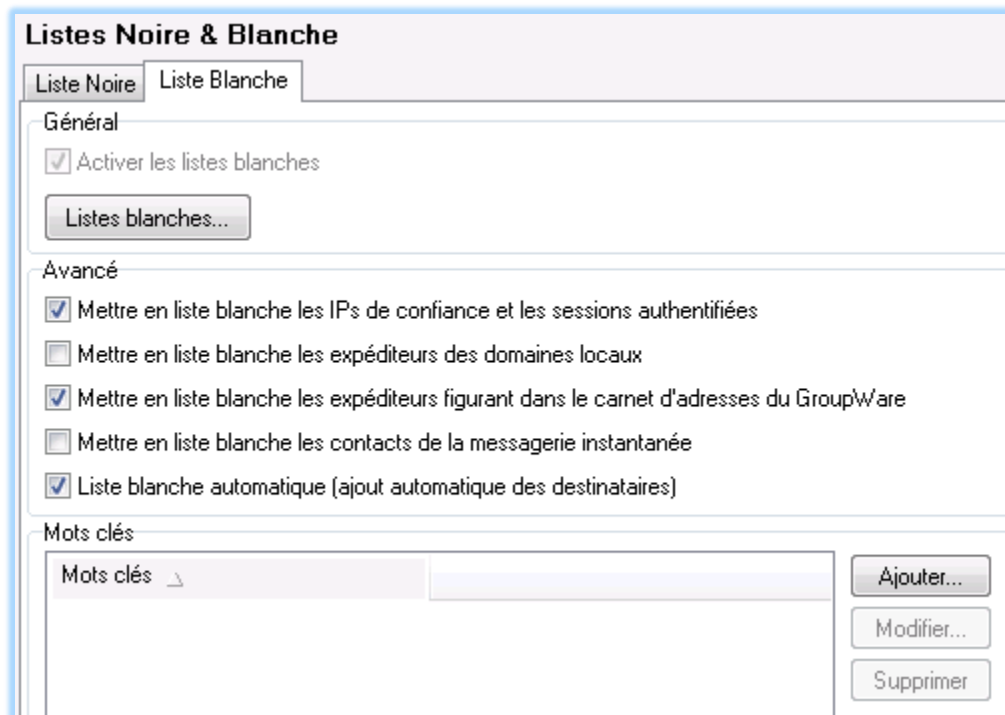 Listes Noire & Blanche
Liste Noire
Liste Blanche
Général
Activer les listes blanches
Listes blanches...
Avancé
Mettre en liste blanche les IPs de confiance et les sessions authentifiées
Mettre en liste blanche les expéditeurs des domaines locaux
Mettre en liste blanche les expéditeurs figurant dans le carnet d'adresses du GroupWare
Mettre en liste blanche les contacts de la messagerie instantanée
Liste blanche automatique (ajout automatique des destinataires)
Mots clés
Mots clés
Ajouter...
Modifier...
Supprimer